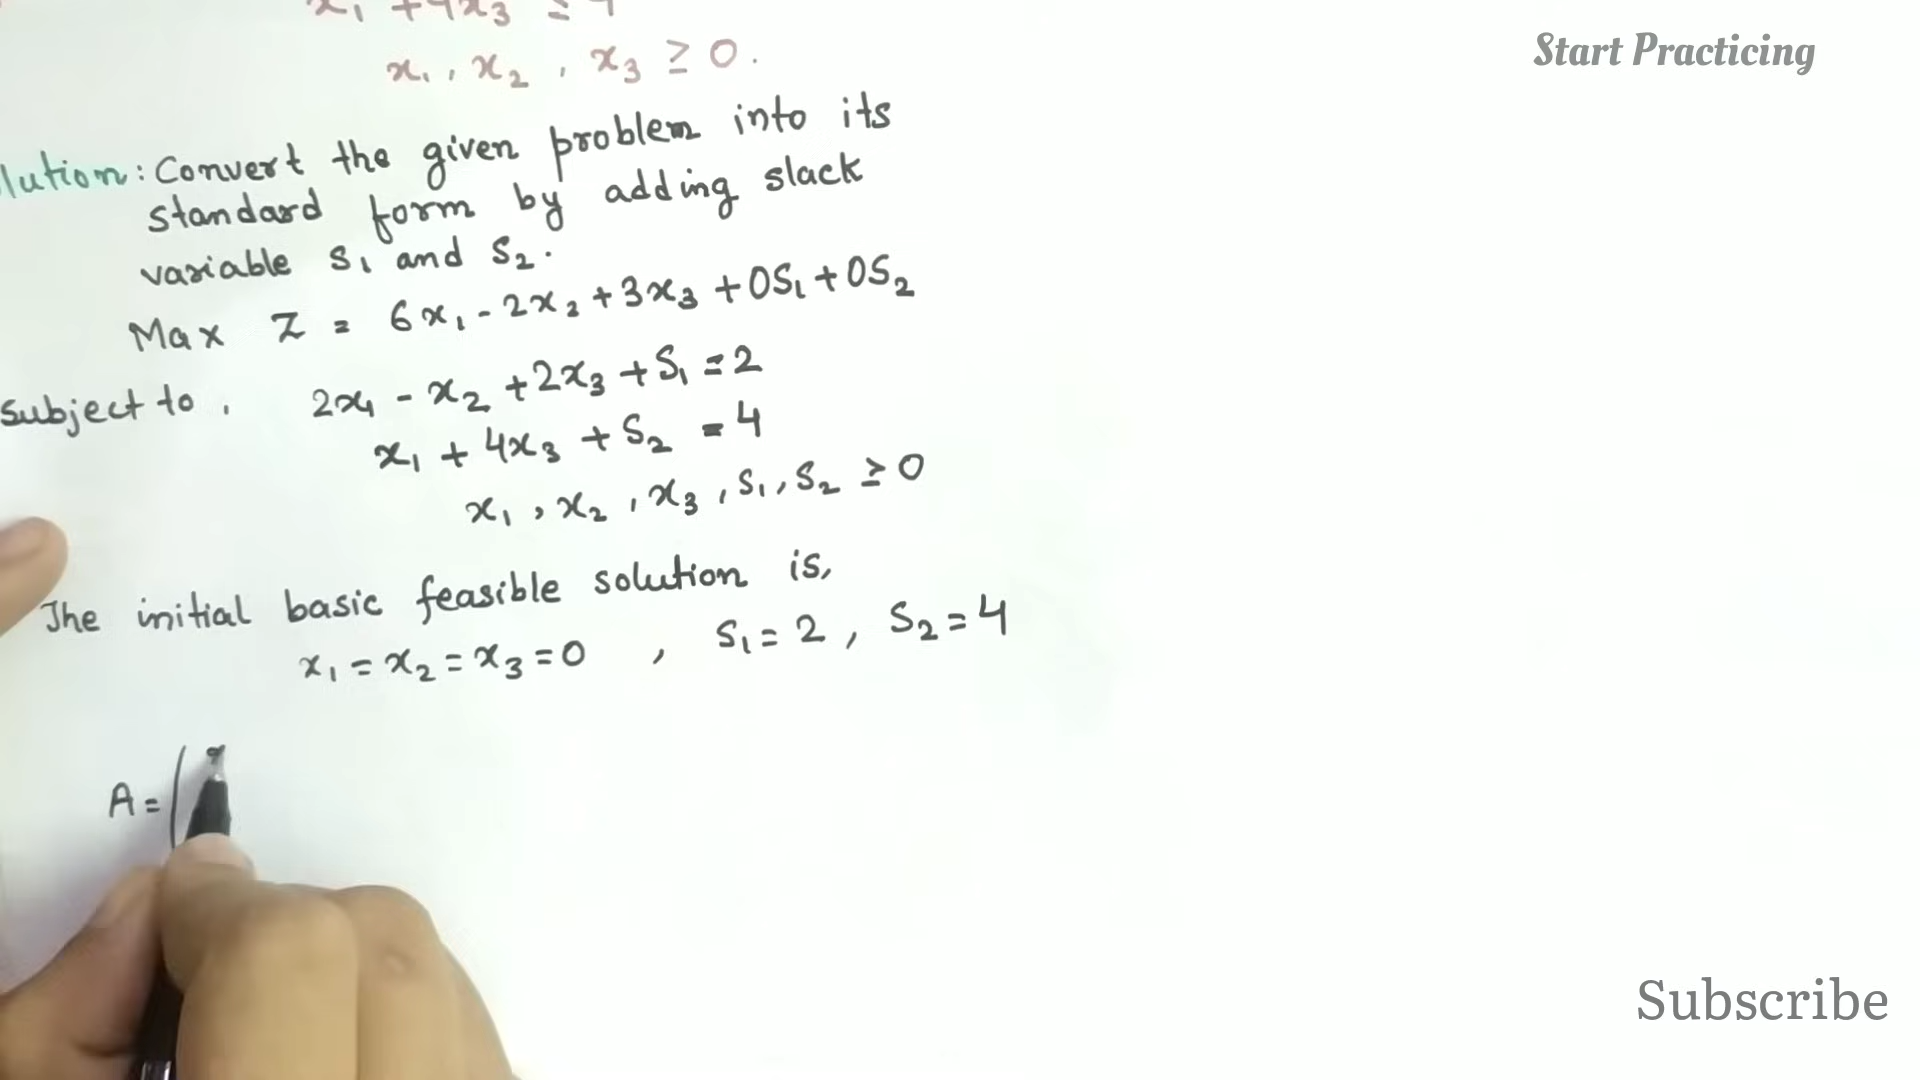 x₁ + 4x₃ = 4
x₁, x₂, x₃ ≥ 0.
Start Practicing
lution: Convert the given problem into its
standard form by adding slack
variable S₁ and S₂.
Max Z = 6x₁ - 2x₂ + 3x₃ + 0S₁ + 0S₂
Subject to, 2x₁ - x₂ + 2x₃ + S₁ = 2
x₁ + 4x₃ + S₂ = 4
x₁, x₂, x₃, S₁, S₂ ≥ 0
The initial basic feasible solution is,
x₁ = x₂ = x₃ = 0, S₁ = 2, S₂ = 4
A = (
Subscribe